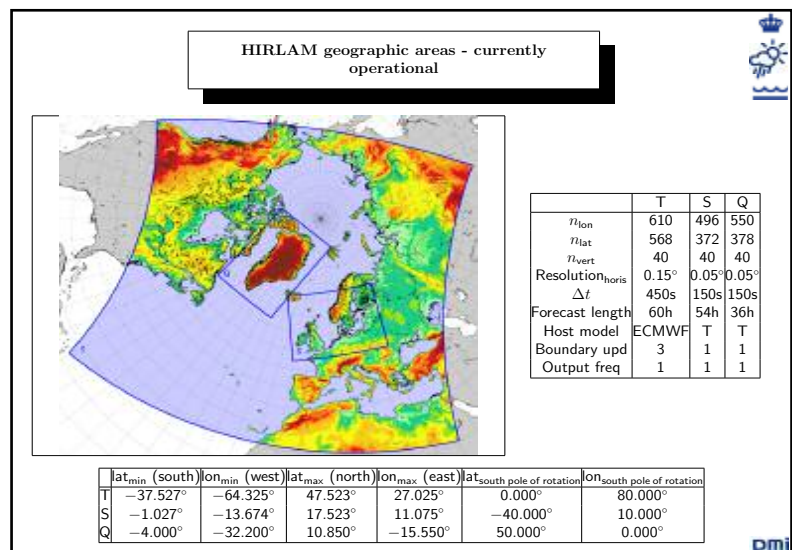 HIRLAM geographic areas - currently
operational
T S Q
n_lon 610 496 550
n_lat 568 372 378
n_vert 40 40 40
Resolution_horis 0.15° 0.05° 0.05°
Δt 450s 150s 150s
Forecast length 60h 54h 36h
Host model ECMWF T T
Boundary upd 3 1 1
Output freq 1 1 1
lat_min (south) lon_min (west) lat_max (north) lon_max (east) lat_south pole of rotation lon_south pole of rotation
T −37.527° −64.325° 47.523° 27.025° 0.000° 80.000°
S −1.027° −13.674° 17.523° 11.075° −40.000° 10.000°
Q −4.000° −32.200° 10.850° −15.550° 50.000° 0.000°
DMI